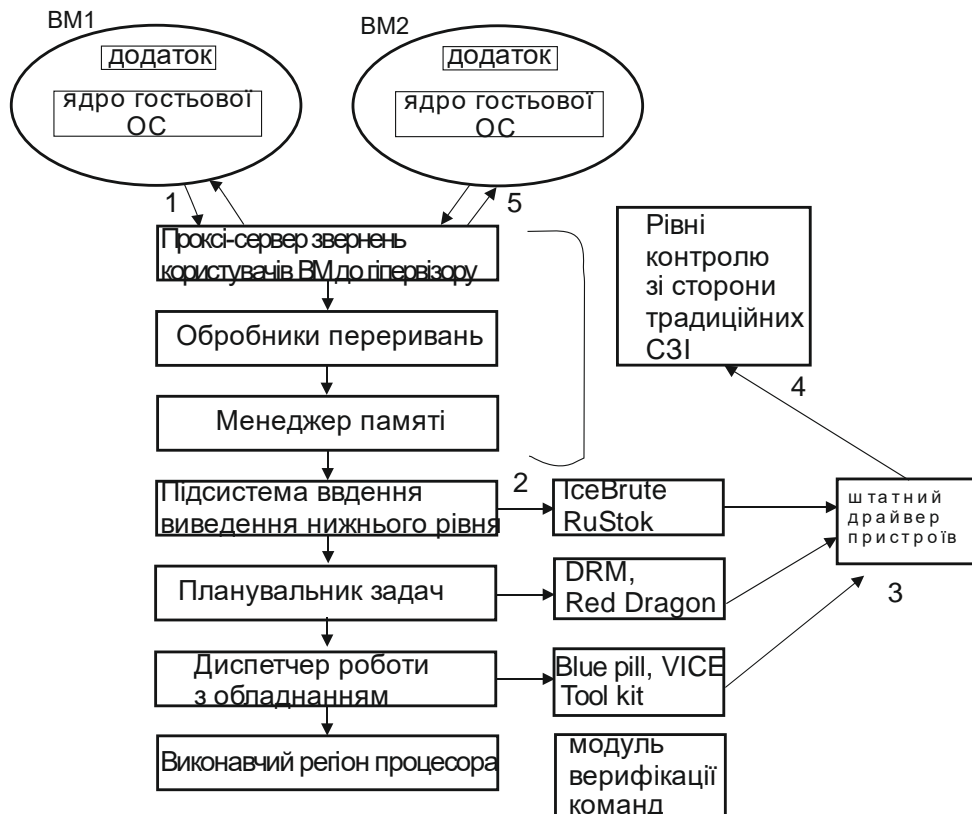 ВМ1
додаток
ядро гостьової
ОС
ВМ2
додаток
ядро гостьової
ОС
1
5
Проксі-сервер звернень
користувачів ВМ до гіпервізору
Обробники переривань
Менеджер памяті
Підсистема ввдення
виведення нижнього рівня
Планувальник задач
Диспетчер роботи
з обладнанням
Виконавчий регіон процесора
2
IceBrute
RuStok
DRM,
Red Dragon
Blue pill, VICE
Tool kit
модуль
верифікації
команд
Рівні
контролю
зі сторони
традиційних
СЗІ
4
штатний
драйвер
пристроїв
3